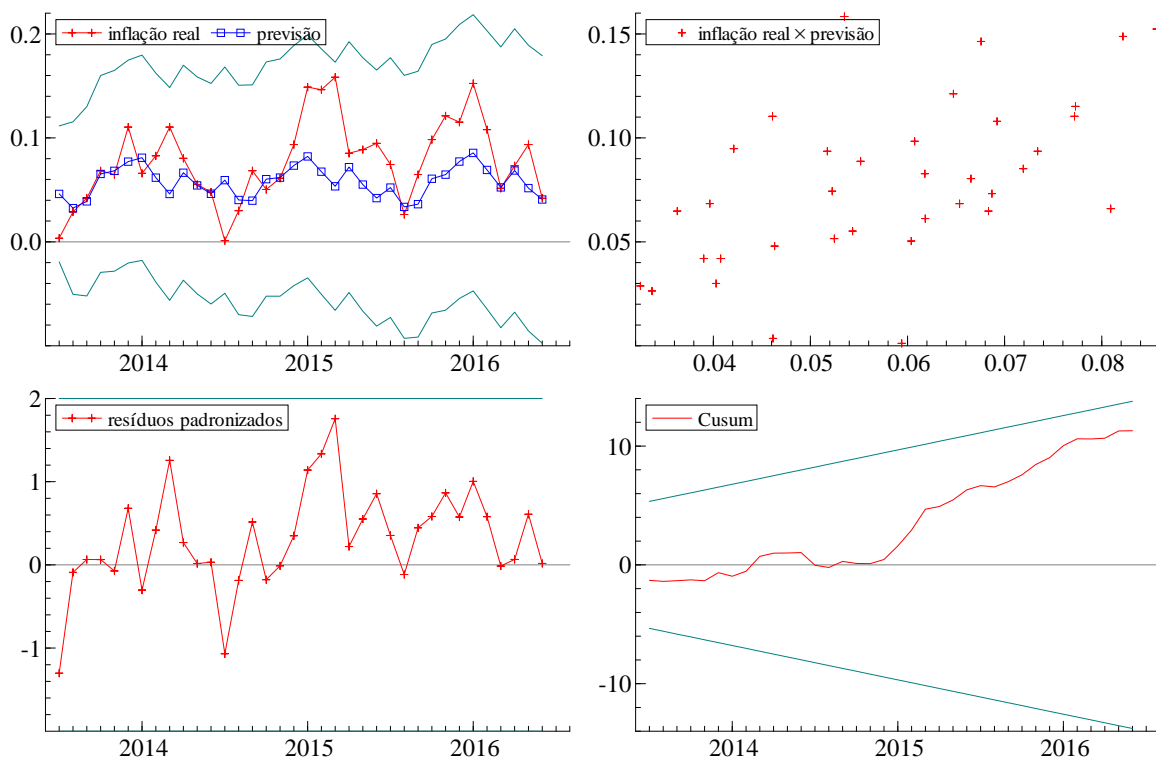 inflação real previsão
0.2
0.1
0.0
2014 2015 2016
inflação real × previsão
0.15
0.10
0.05
0.04 0.05 0.06 0.07 0.08
resíduos padronizados
2
1
0
-1
2014 2015 2016
Cusum
10
0
-10
2014 2015 2016